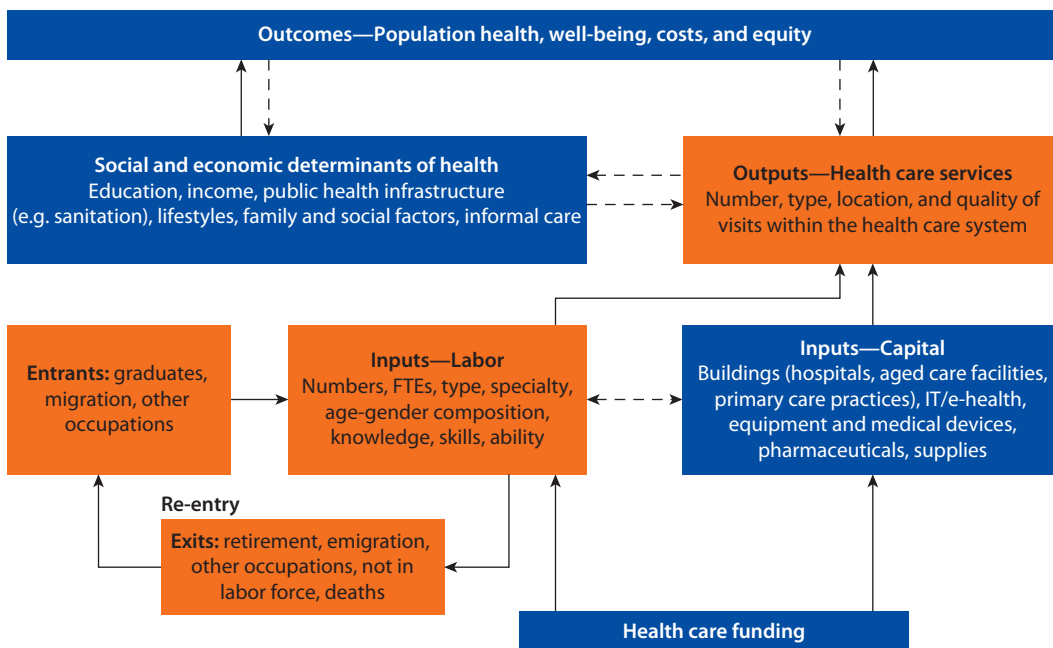 Outcomes—Population health, well-being, costs, and equity
Social and economic determinants of health
Education, income, public health infrastructure
(e.g. sanitation), lifestyles, family and social factors, informal care
Outputs—Health care services
Number, type, location, and quality of
visits within the health care system
Entrants: graduates,
migration, other
occupations
Inputs—Labor
Numbers, FTEs, type, specialty,
age-gender composition,
knowledge, skills, ability
Inputs—Capital
Buildings (hospitals, aged care facilities,
primary care practices), IT/e-health,
equipment and medical devices,
pharmaceuticals, supplies
Re-entry
Exits: retirement, emigration,
other occupations, not in
labor force, deaths
Health care funding